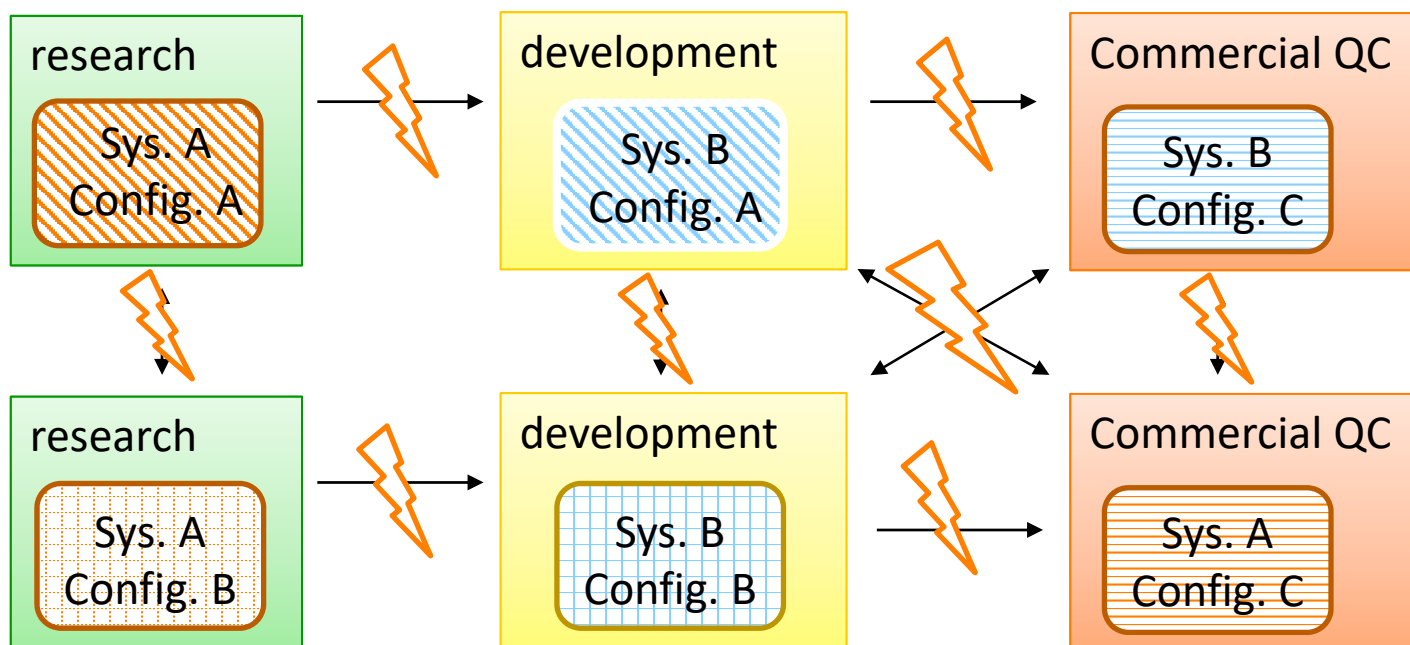 research
Sys. A
Config. A
development
Sys. B
Config. A
Commercial QC
Sys. B
Config. C
research
Sys. A
Config. B
development
Sys. B
Config. B
Commercial QC
Sys. A
Config. C